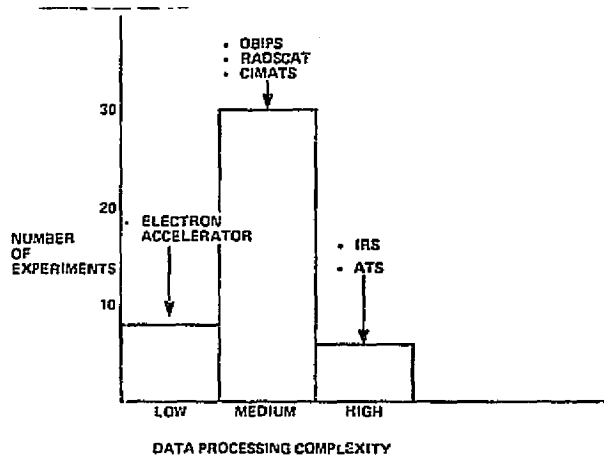 • OBIPS
• RADSCAT
• CIMATS
30
20
• ELECTRON
ACCELERATOR
NUMBER
OF
EXPERIMENTS
• IRS
• ATS
10
LOW MEDIUM HIGH
DATA PROCESSING COMPLEXITY